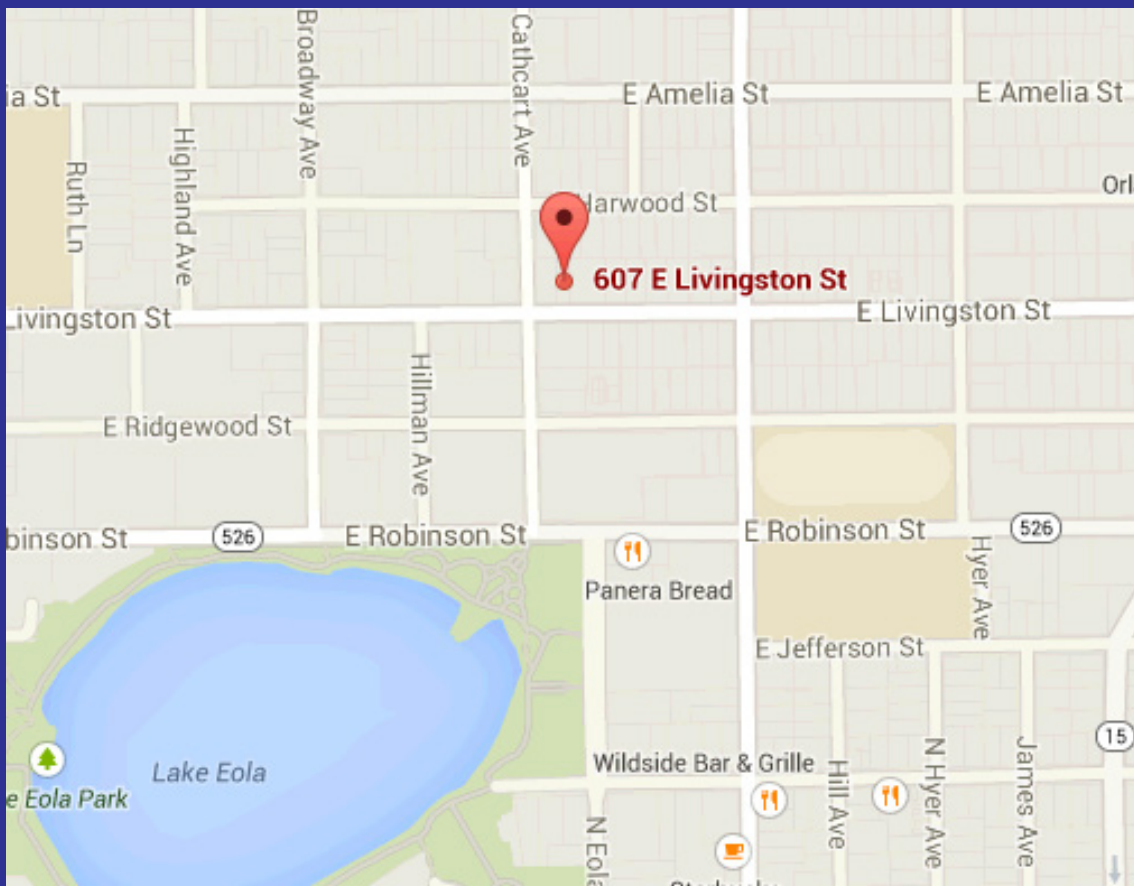 Broadway Ave
Cathcart Ave
ia St
E Amelia St
E Amelia St
Highland Ave
Ruth Ln
Harwood St
Orl
607 E Livingston St
Livingston St
E Livingston St
Hillman Ave
E Ridgewood St
binson St
526
E Robinson St
E Robinson St
526
Hyer Ave
Panera Bread
E Jefferson St
15
Wildside Bar & Grille
Lake Eola
e Eola Park
Hill Ave
N Hyer Ave
James Ave
N Eola